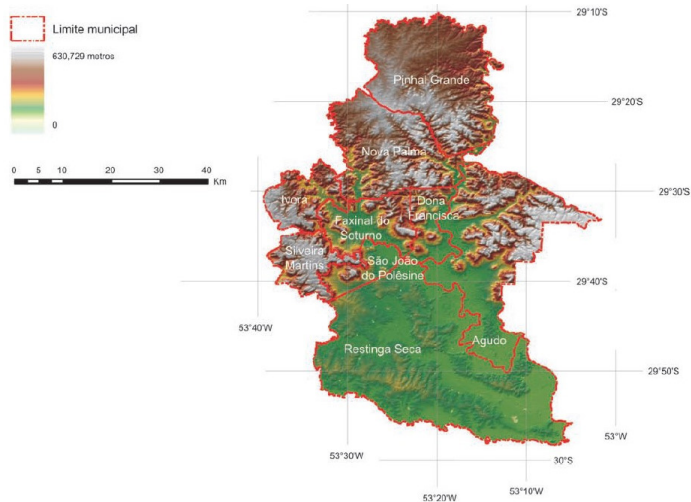 Limite municipal
630,729 metros
0
0
5
10
20
30
40
Km
Pinhal Grande
Nova Palma
Ivorá
Dona
Francisca
Faxinal do
Soturno
Silveira
Martins
São João
do Polêsine
Agudo
Restinga Seca
29°10'S
29°20'S
29°30'S
29°40'S
29°50'S
30°S
53°40'W
53°30'W
53°20'W
53°10'W
53°W